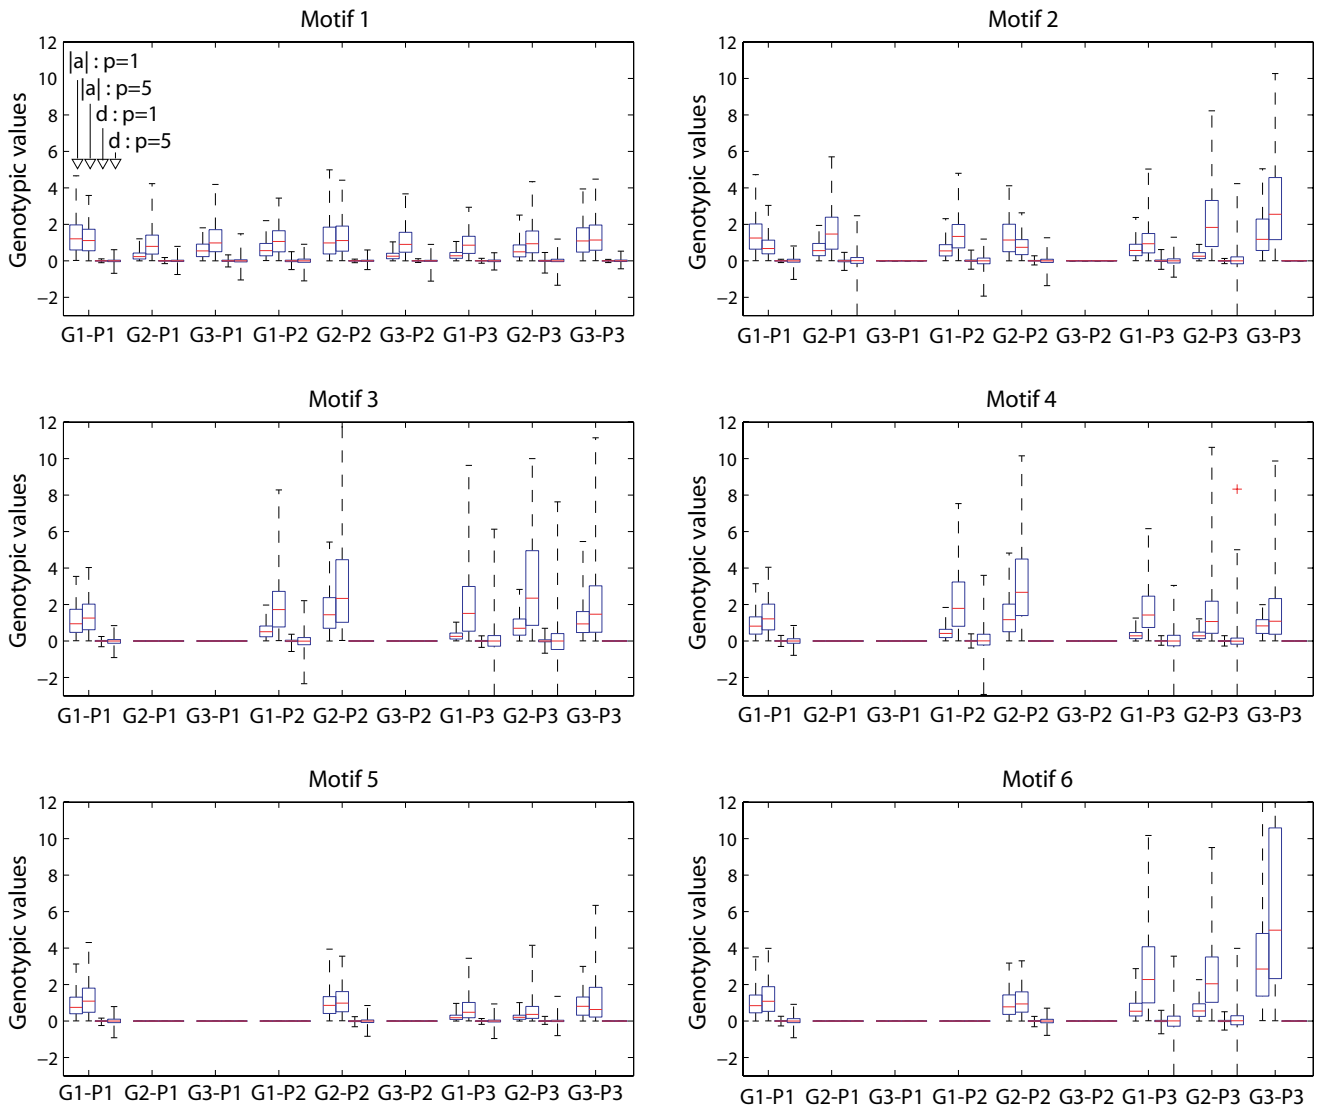 Motif 1
Genotypic values
12
10
8
6
4
2
0
−2
|a| : p=1
|a| : p=5
d : p=1
d : p=5
G1-P1 G2-P1 G3-P1 G1-P2 G2-P2 G3-P2 G1-P3 G2-P3 G3-P3
Motif 2
Genotypic values
12
10
8
6
4
2
0
−2
G1-P1 G2-P1 G3-P1 G1-P2 G2-P2 G3-P2 G1-P3 G2-P3 G3-P3
Motif 3
Genotypic values
12
10
8
6
4
2
0
−2
G1-P1 G2-P1 G3-P1 G1-P2 G2-P2 G3-P2 G1-P3 G2-P3 G3-P3
Motif 4
Genotypic values
12
10
8
6
4
2
0
−2
G1-P1 G2-P1 G3-P1 G1-P2 G2-P2 G3-P2 G1-P3 G2-P3 G3-P3
Motif 5
Genotypic values
12
10
8
6
4
2
0
−2
G1-P1 G2-P1 G3-P1 G1-P2 G2-P2 G3-P2 G1-P3 G2-P3 G3-P3
Motif 6
Genotypic values
12
10
8
6
4
2
0
−2
G1-P1 G2-P1 G3-P1 G1-P2 G2-P2 G3-P2 G1-P3 G2-P3 G3-P3